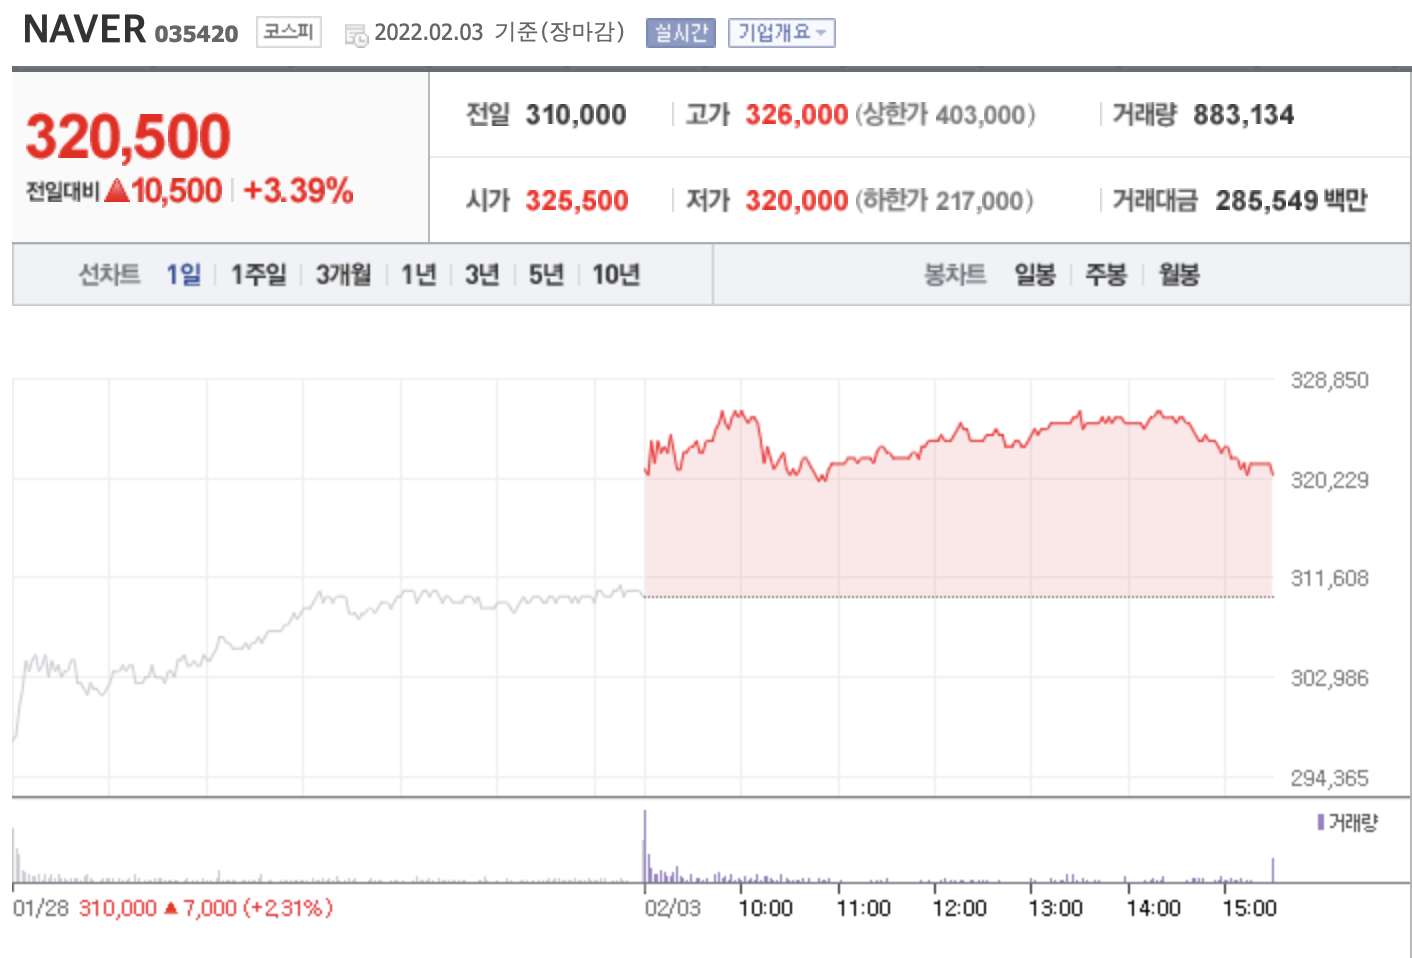 NAVER 035420 코스피 2022.02.03 기준(장마감) 실시간 기업개요
320,500
전일대비 ▲10,500 +3.39%
전일 310,000 고가 326,000 (상한가 403,000) 거래량 883,134
시가 325,500 저가 320,000 (하한가 217,000) 거래대금 285,549 백만
선차트 1일 1주일 3개월 1년 3년 5년 10년 봉차트 일봉 주봉 월봉
328,850
320,229
311,608
302,986
294,365
거래량
01/28 310,000 ▲ 7,000 (+2.31%) 02/03 10:00 11:00 12:00 13:00 14:00 15:00